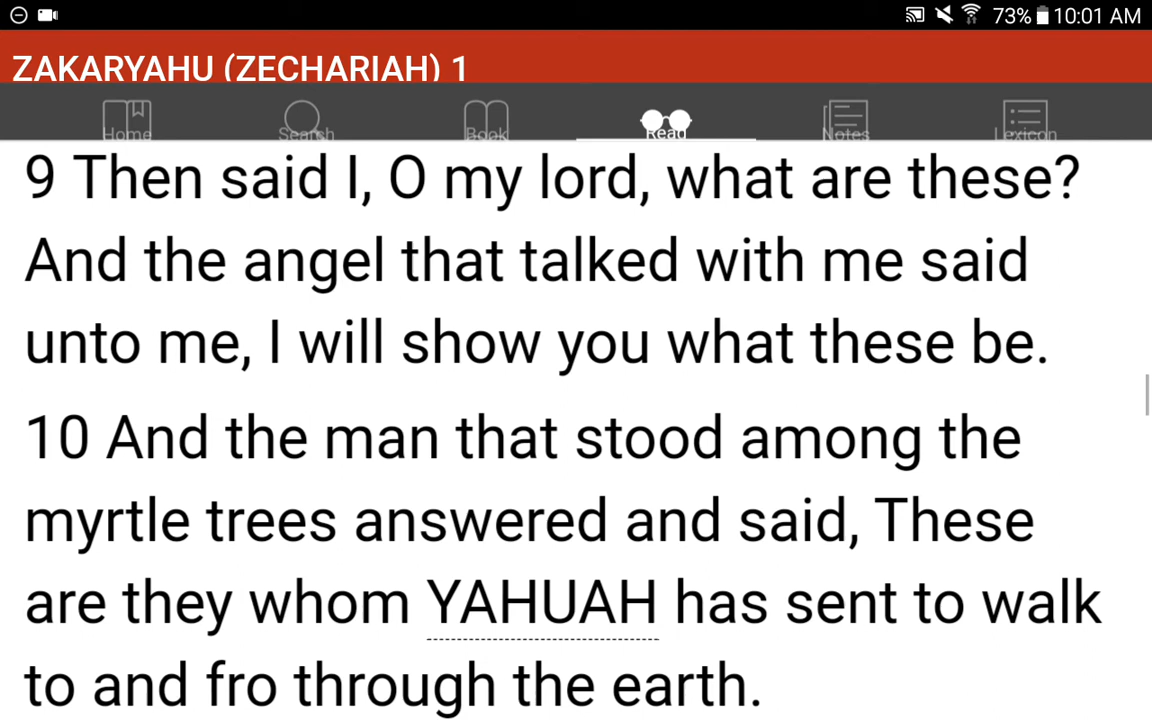 73% 10:01 AM
ZAKARYAHU (ZECHARIAH) 1
Home Search Book Read Notes Lexicon
9 Then said I, O my lord, what are these?
And the angel that talked with me said
unto me, I will show you what these be.
10 And the man that stood among the
myrtle trees answered and said, These
are they whom YAHUAH has sent to walk
to and fro through the earth.